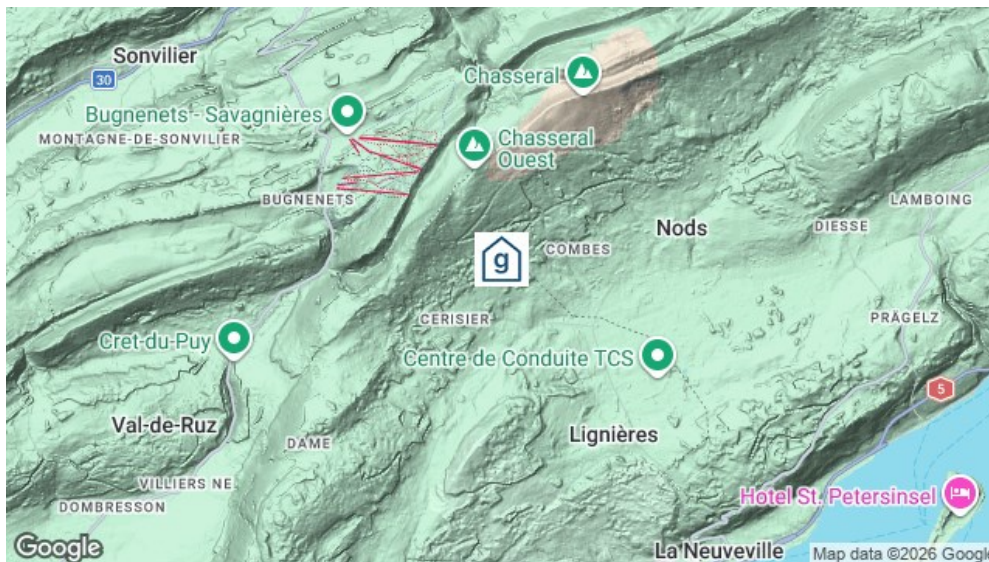 Sonvilier
30
Chasseral
Bugnenets - Savagnières
MONTAGNE-DE-SONVILIER
Chasseral
Ouest
BUGNENETS
LAMBOING
Nods
DIESSE
COMBES
g
CERISIER
PRÄGELZ
Cret-du-Puy
Centre de Conduite TCS
5
Val-de-Ruz
Lignières
DAME
VILLIERS NE
Hotel St. Petersinsel
DOMBRESSON
Google
La Neuveville
Map data ©2026 Google